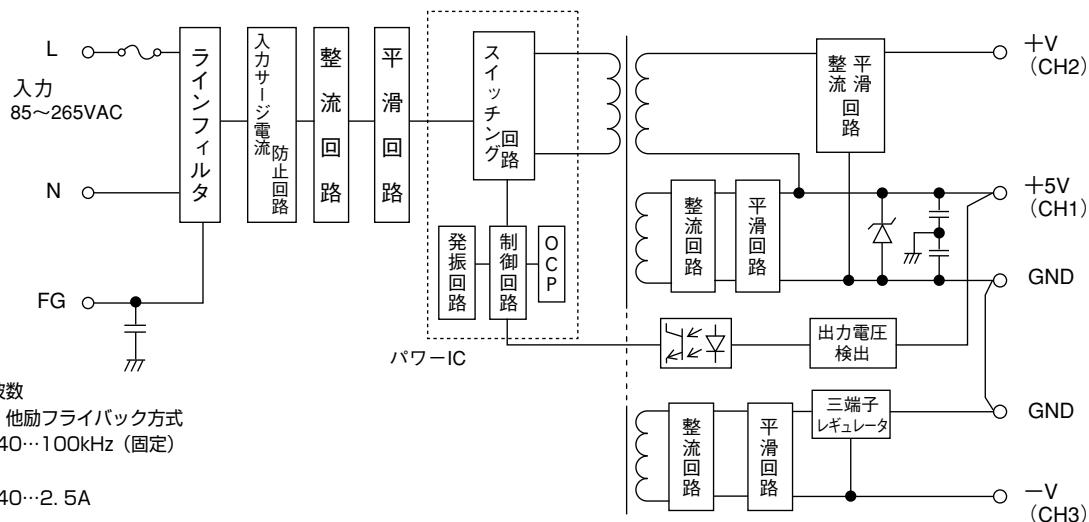 L
入力
85〜265VAC
N
FG
ラインフィルタ
入力サージ電流
防止回路
整流回路
平滑回路
スイッチング
回路
発振回路
制御回路
OCP
パワーIC
整流
平滑
回路
＋V
（CH2）
整流回路
平滑回路
＋5V
（CH1）
GND
出力電圧
検出
整流回路
平滑回路
三端子
レギュレータ
GND
−V
（CH3）
波数
他励フライバック方式
40…100kHz（固定）
40…2. 5A